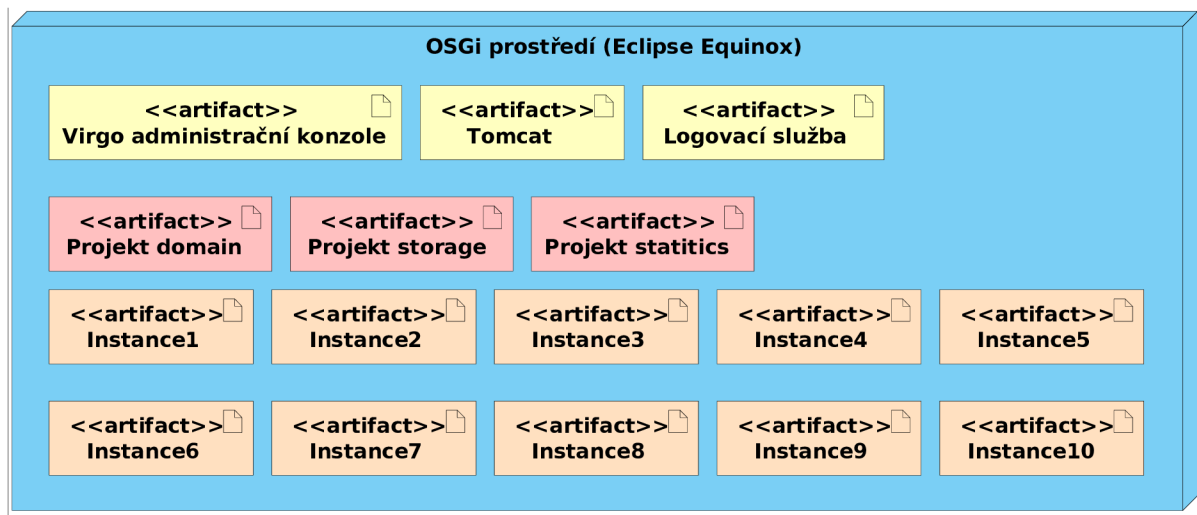 OSGi prostředí (Eclipse Equinox)
<<artifact>>
Virgo administrační konzole
<<artifact>>
Tomcat
<<artifact>>
Logovací služba
<<artifact>>
Projekt domain
<<artifact>>
Projekt storage
<<artifact>>
Projekt statitics
<<artifact>>
Instance1
<<artifact>>
Instance2
<<artifact>>
Instance3
<<artifact>>
Instance4
<<artifact>>
Instance5
<<artifact>>
Instance6
<<artifact>>
Instance7
<<artifact>>
Instance8
<<artifact>>
Instance9
<<artifact>>
Instance10